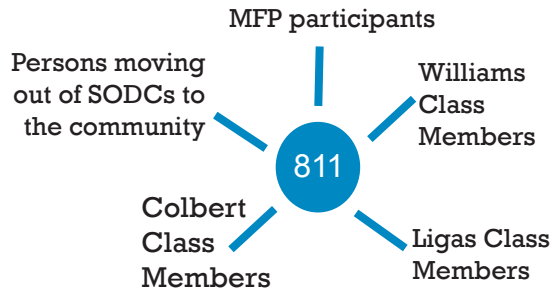 MFP participants
Persons moving
out of SODCs to
the community
Williams
Class
Members
811
Colbert
Class
Members
Ligas Class
Members